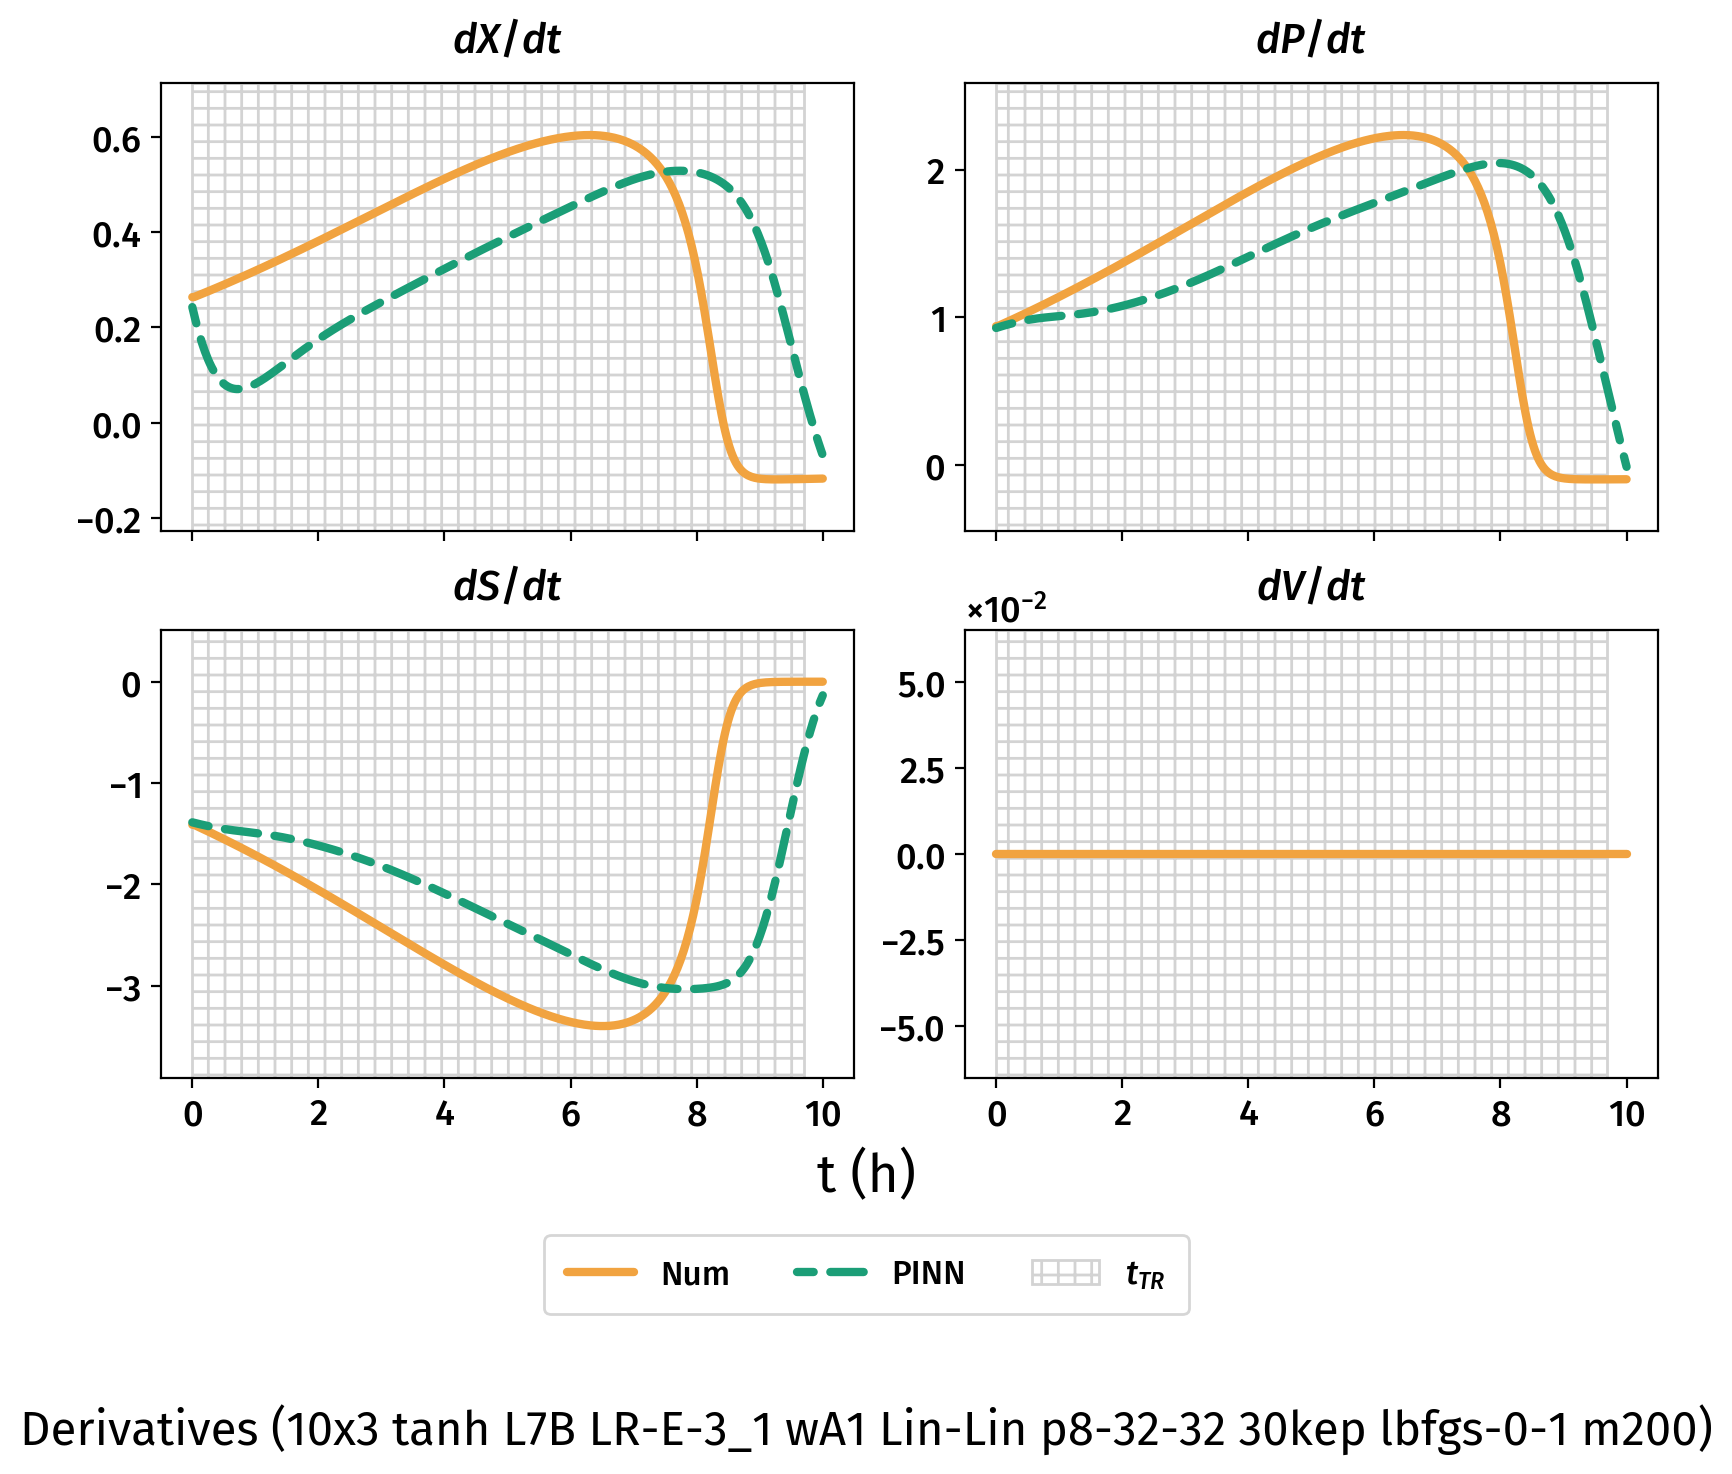 dX/dt
dP/dt
0.6
0.4
0.2
0.0
−0.2
2
1
0
dS/dt
dV/dt
×10⁻²
0
−1
−2
−3
5.0
2.5
0.0
−2.5
−5.0
0 2 4 6 8 10
0 2 4 6 8 10
t (h)
Num PINN t_TR
Derivatives (10x3 tanh L7B LR-E-3_1 wA1 Lin-Lin p8-32-32 30kep lbfgs-0-1 m200)